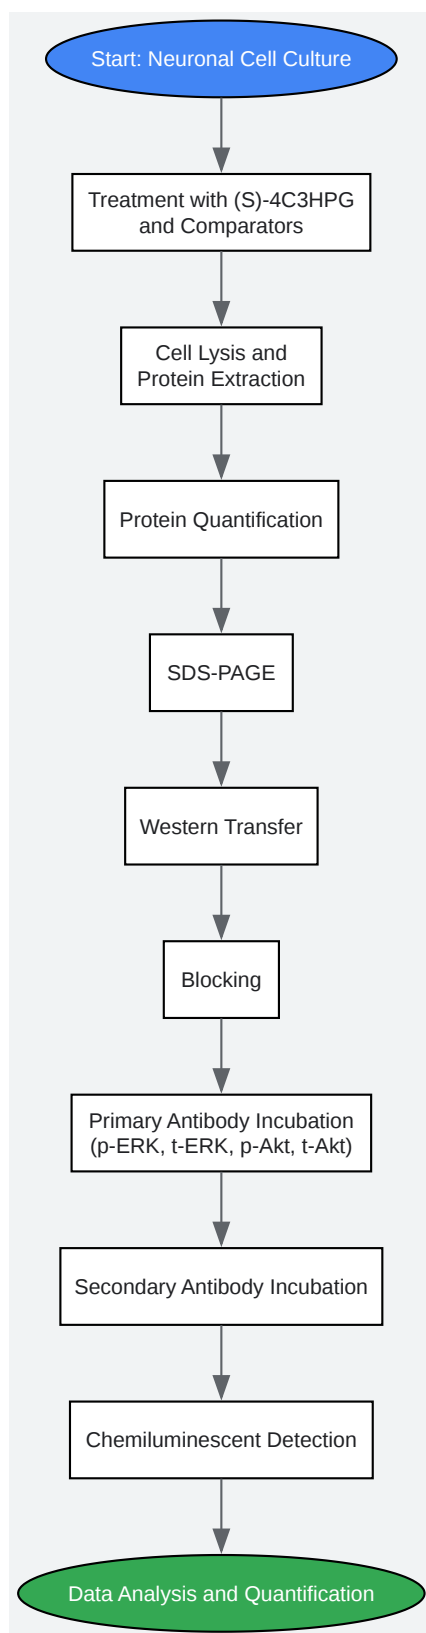 Start: Neuronal Cell Culture
Treatment with (S)-4C3HPG
and Comparators
Cell Lysis and
Protein Extraction
Protein Quantification
SDS-PAGE
Western Transfer
Blocking
Primary Antibody Incubation
(p-ERK, t-ERK, p-Akt, t-Akt)
Secondary Antibody Incubation
Chemiluminescent Detection
Data Analysis and Quantification